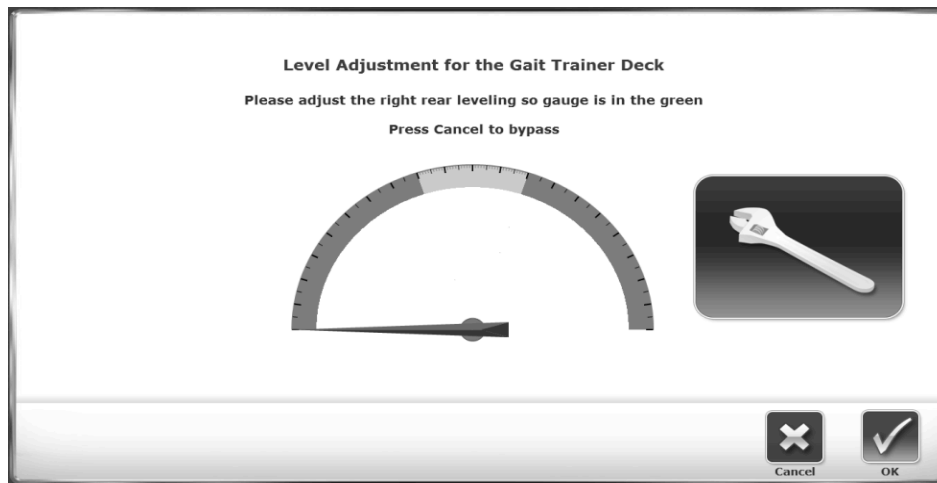 Level Adjustment for the Gait Trainer Deck
Please adjust the right rear leveling so gauge is in the green
Press Cancel to bypass
Cancel
OK